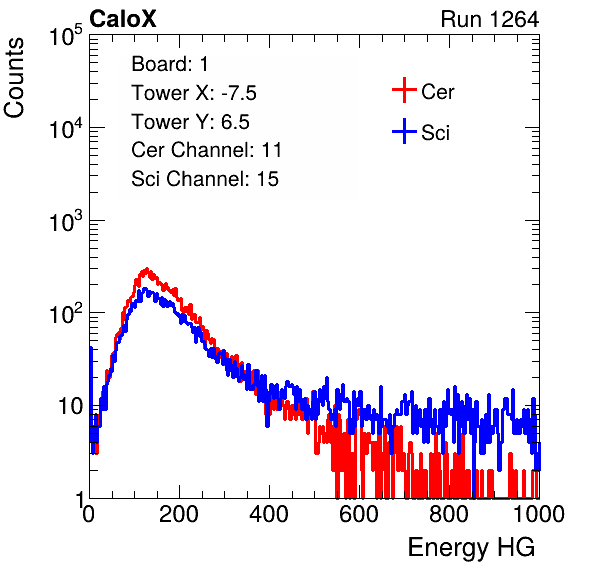 CaloX Run 1264
Counts
Board: 1
Tower X: -7.5
Tower Y: 6.5
Cer Channel: 11
Sci Channel: 15
Cer
Sci
10^5
10^4
10^3
10^2
10
1
0 200 400 600 800 1000
Energy HG